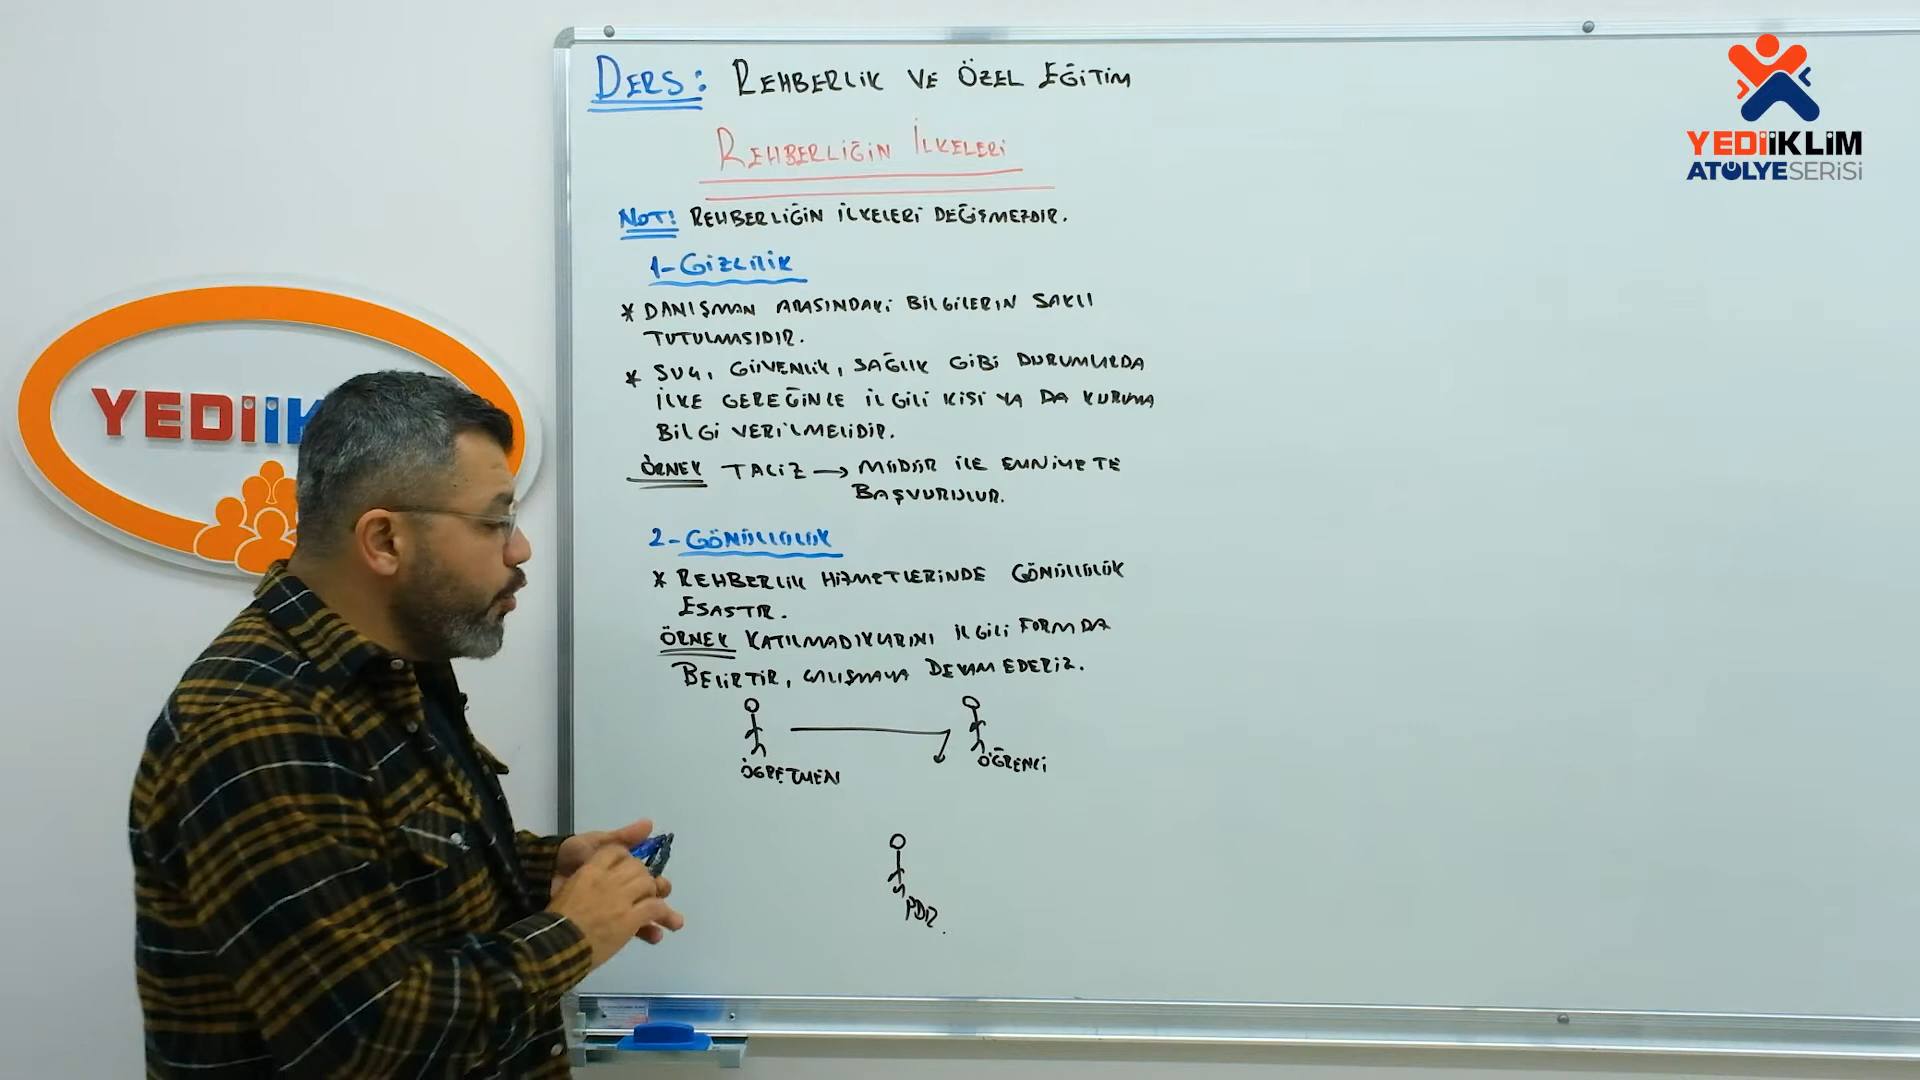 DERS: REHBERLİK VE ÖZEL EĞİTİM
REHBERLİĞİN İLKELERİ
NOT! REHBERLİĞİN İLKELERİ DEĞİŞMEZDİR.
1-GİZLİLİK
* DANIŞMAN ARASINDAKİ BİLGİLERİN SAKLI
TUTULMASIDIR.
* SUÇ, GÜVENLİK, SAĞLIK GİBİ DURUMLARDA
İLKE GEREĞİNCE İLGİLİ KİŞİ YA DA KURUMA
BİLGİ VERİLMELİDİR.
ÖRNEK TACİZ → MÜDÜR İLE EMNİYETE
BAŞVURULUR.
2-GÖNÜLLÜLÜK
* REHBERLİK HİZMETLERİNDE GÖNÜLLÜLÜK
ESASTIR.
ÖRNEK KATILMADIKLARINI İLGİLİ FORMDA
BELİRTİR, ÇALIŞMAYA DEVAM EDERİZ.
ÖĞRETMEN
ÖĞRENCİ
YEDİİKLİM
ATÖLYESERİSİ
YEDİİK